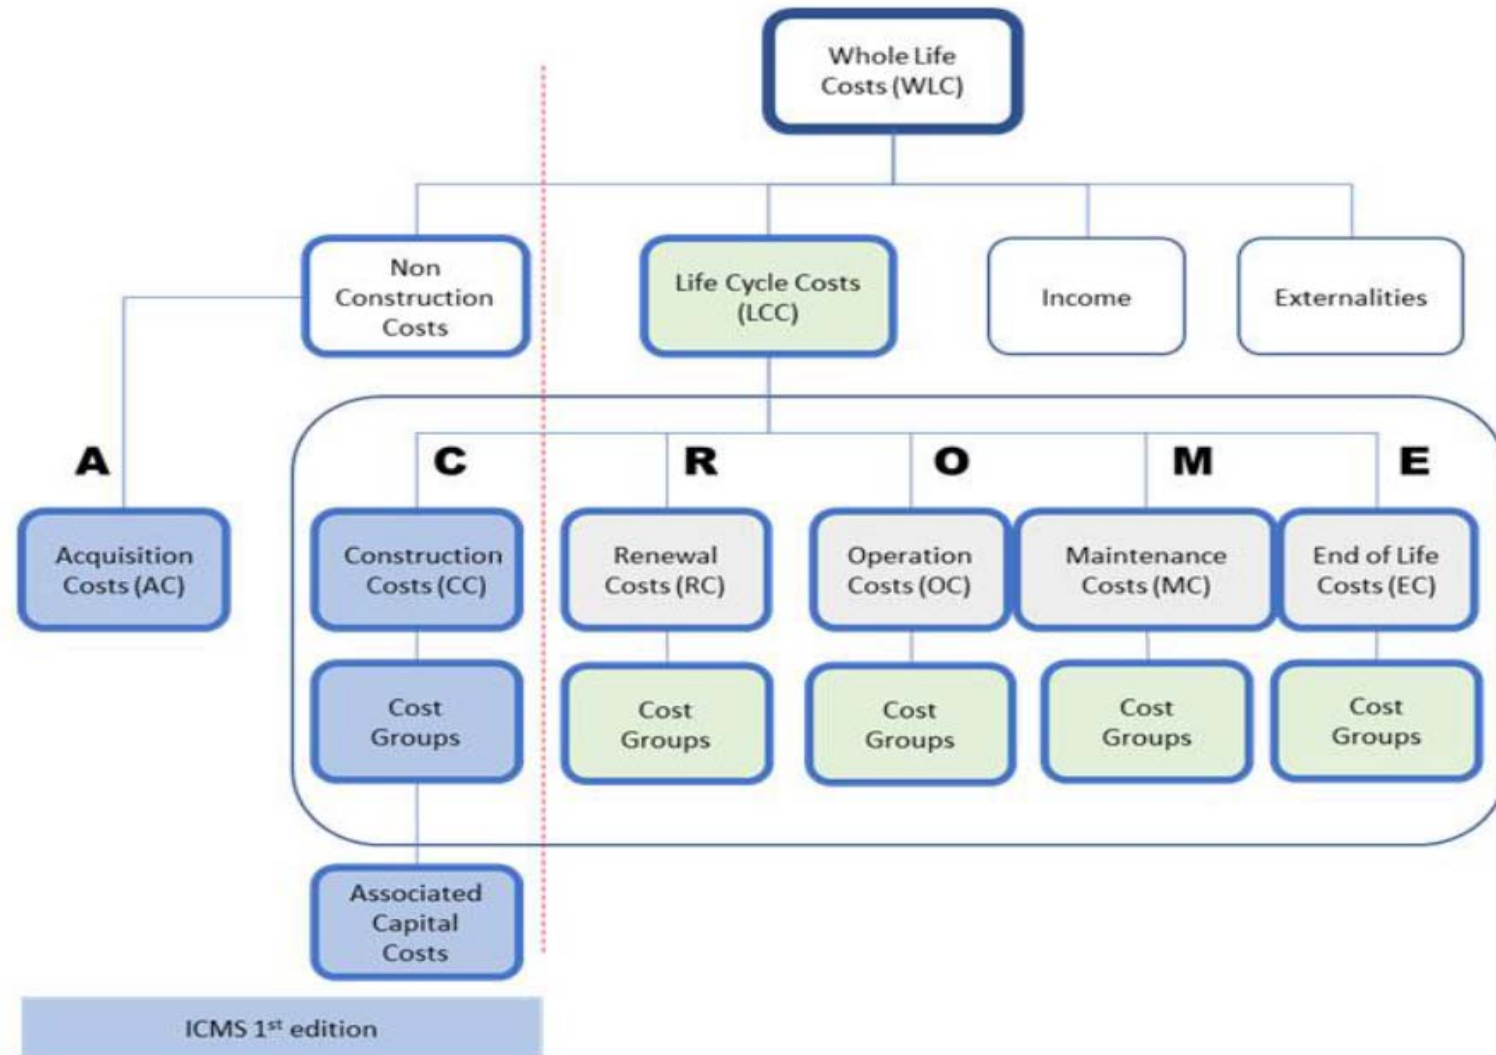 Whole Life
Costs (WLC)
Non
Construction
Costs
Life Cycle Costs
(LCC)
Income
Externalities
A
C
R
O
M
E
Acquisition
Costs (AC)
Construction
Costs (CC)
Renewal
Costs (RC)
Operation
Costs (OC)
Maintenance
Costs (MC)
End of Life
Costs (EC)
Cost
Groups
Cost
Groups
Cost
Groups
Cost
Groups
Cost
Groups
Associated
Capital
Costs
ICMS 1st edition